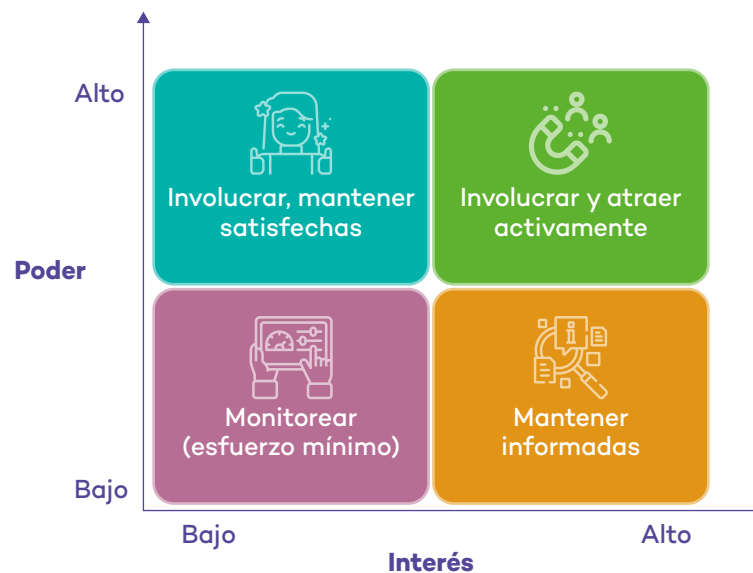 Alto
Involucrar, mantener
satisfechas
Involucrar y atraer
activamente
Poder
i
Monitorear
(esfuerzo mínimo)
Mantener
informadas
Bajo
Bajo
Alto
Interés